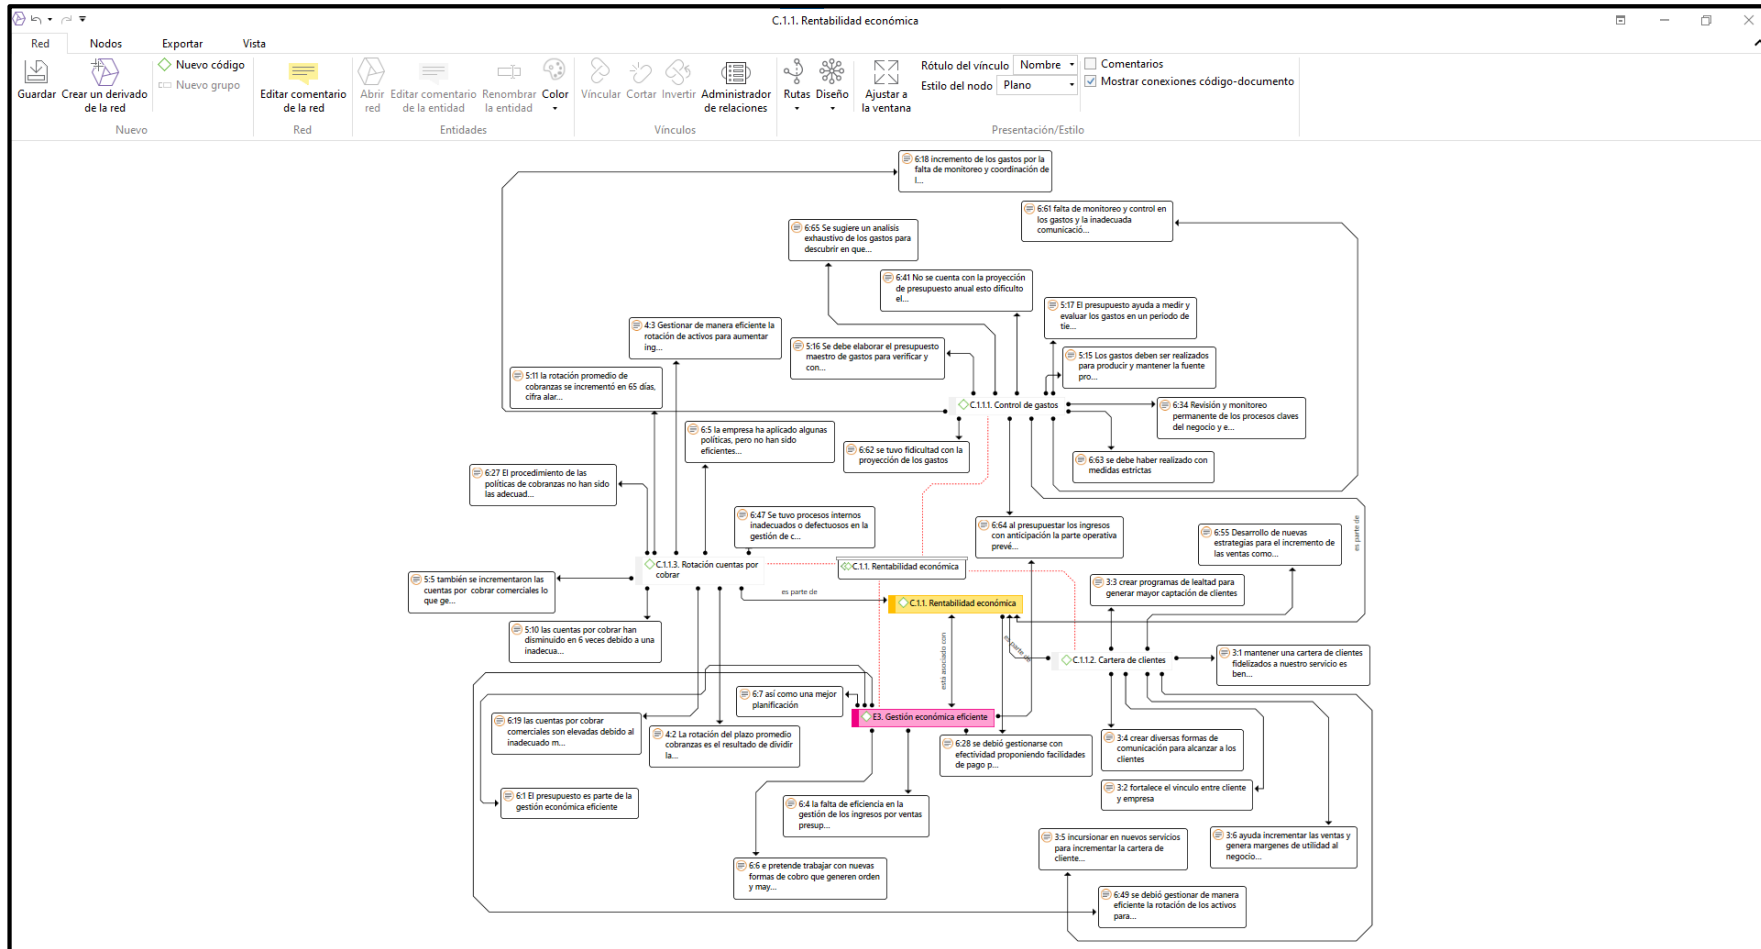 C.1.1. Rentabilidad económica
Red
Nodos
Exportar
Vista
Guardar
Crear un derivado
de la red
Nuevo código
Nuevo grupo
Nuevo
Editar comentario
de la red
Red
Abrir
red
Editar comentario
de la entidad
Renombrar
la entidad
Color
Entidades
Víncular
Cortar
Invertir
Administrador
de relaciones
Vínculos
Rutas
Diseño
Ajustar a
la ventana
Rótulo del vínculo
Nombre
Estilo del nodo
Plano
Comentarios
Mostrar conexiones código-documento
Presentación/Estilo
6:18 incremento de los gastos por la
falta de monitoreo y coordinación de
l...
6:61 falta de monitoreo y control en
los gastos y la inadecuada
comunicació...
6:65 Se sugiere un analisis
exhaustivo de los gastos para
descubrir en que...
6:41 No se cuenta con la proyección
de presupuesto anual esto dificulto
el...
5:17 El presupuesto ayuda a medir y
evaluar los gastos en un periodo de
tie...
4:3 Gestionar de manera eficiente la
rotación de activos para aumentar
ing...
5:16 Se debe elaborar el presupuesto
maestro de gastos para verificar y
con...
5:15 Los gastos deben ser realizados
para producir y mantener la fuente
pro...
5:11 la rotación promedio de
cobranzas se incrementó en 65 días,
cifra alar...
C.1.1.1. Control de gastos
6:34 Revisión y monitoreo
permanente de los procesos claves
del negocio y e...
6:5 la empresa ha aplicado algunas
políticas, pero no han sido
eficientes...
6:62 se tuvo fidicultad con la
proyección de los gastos
6:63 se debe haber realizado con
medidas estrictas
6:27 El procedimiento de las
políticas de cobranzas no han sido
las adecuad...
6:47 Se tuvo procesos internos
inadecuados o defectuosos en la
gestión de c...
6:64 al presupuestar los ingresos
con anticipación la parte operativa
prevé...
6:55 Desarrollo de nuevas
estrategias para el incremento de
las ventas como...
es parte de
C.1.1.3. Rotación cuentas por
cobrar
C.1.1. Rentabilidad económica
5:5 también se incrementaron las
cuentas por cobrar comerciales lo
que ge...
3:3 crear programas de lealtad para
generar mayor captación de clientes
es parte de
C.1.1. Rentabilidad económica
5:10 las cuentas por cobrar han
disminuido en 6 veces debido a una
inadecua...
es parte de
está asociado con
C.1.1.2. Cartera de clientes
3:1 mantener una cartera de clientes
fidelizados a nuestro servicio es
ben...
6:7 así como una mejor
planificación
E3. Gestión económica eficiente
6:19 las cuentas por cobrar
comerciales son elevadas debido al
inadecuado m...
4:2 La rotación del plazo promedio
cobranzas es el resultado de dividir
la...
6:28 se debió gestionarse con
efectividad proponiendo facilidades
de pago p...
3:4 crear diversas formas de
comunicación para alcanzar a los
clientes
6:1 El presupuesto es parte de la
gestión económica eficiente
6:4 la falta de eficiencia en la
gestión de los ingresos por ventas
presup...
3:2 fortalece el vinculo entre cliente
y empresa
3:5 incursionar en nuevos servicios
para incrementar la cartera de
cliente...
3:6 ayuda incrementar las ventas y
genera margenes de utilidad al
negocio...
6:6 e pretende trabajar con nuevas
formas de cobro que generen orden
y may...
6:49 se debió gestionar de manera
eficiente la rotación de los activos
para...